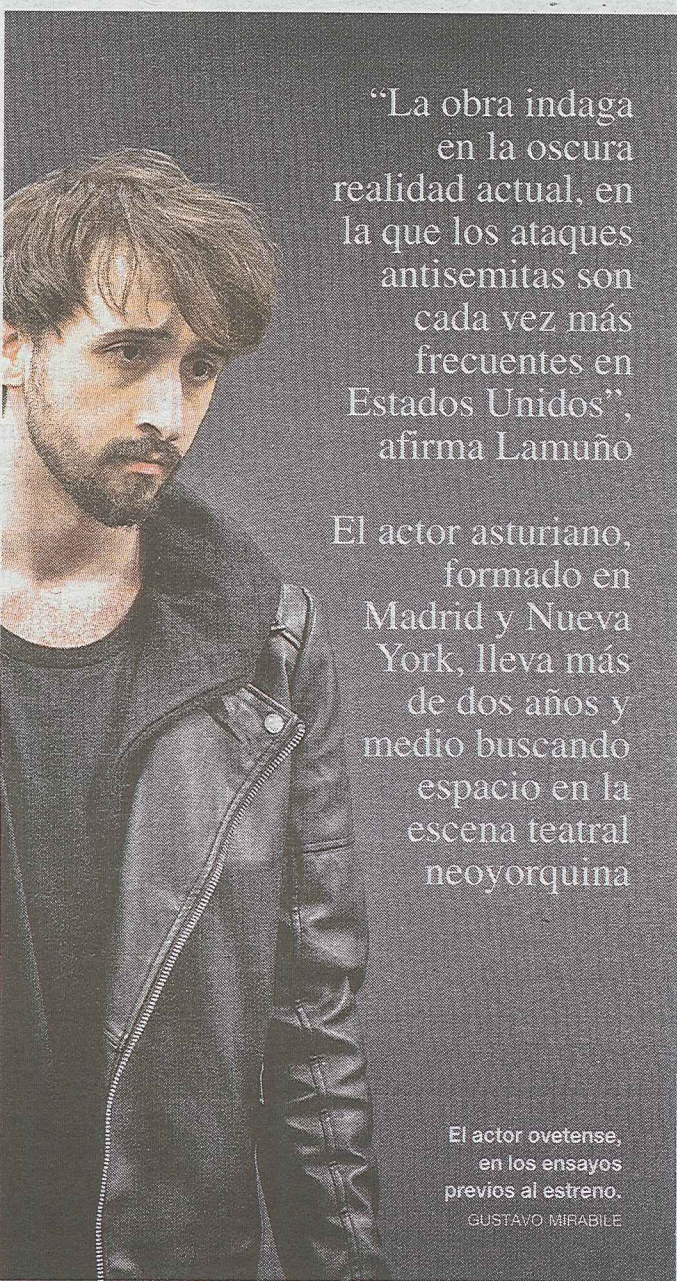 “La obra indaga
en la oscura
realidad actual, en
la que los ataques
antisemitas son
cada vez más
frecuentes en
Estados Unidos”,
afirma Lamuño
El actor asturiano,
formado en
Madrid y Nueva
York, lleva más
de dos años y
medio buscando
espacio en la
escena teatral
neoyorquina
El actor ovetense,
en los ensayos
previos al estreno.
GUSTAVO MIRABILE